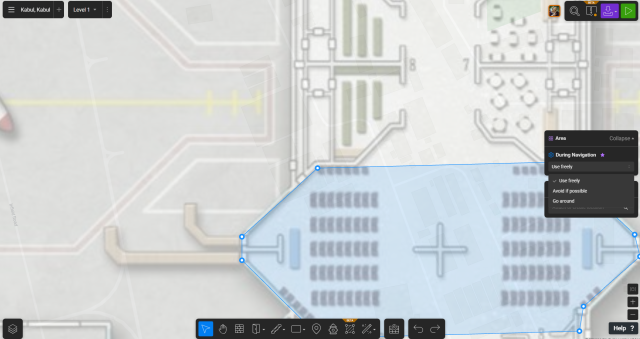 Kabul, Kabul +
Level 1
8
7
Area
Collapse
During Navigation
Use freely
Use freely
Avoid if possible
Go around
Help ?